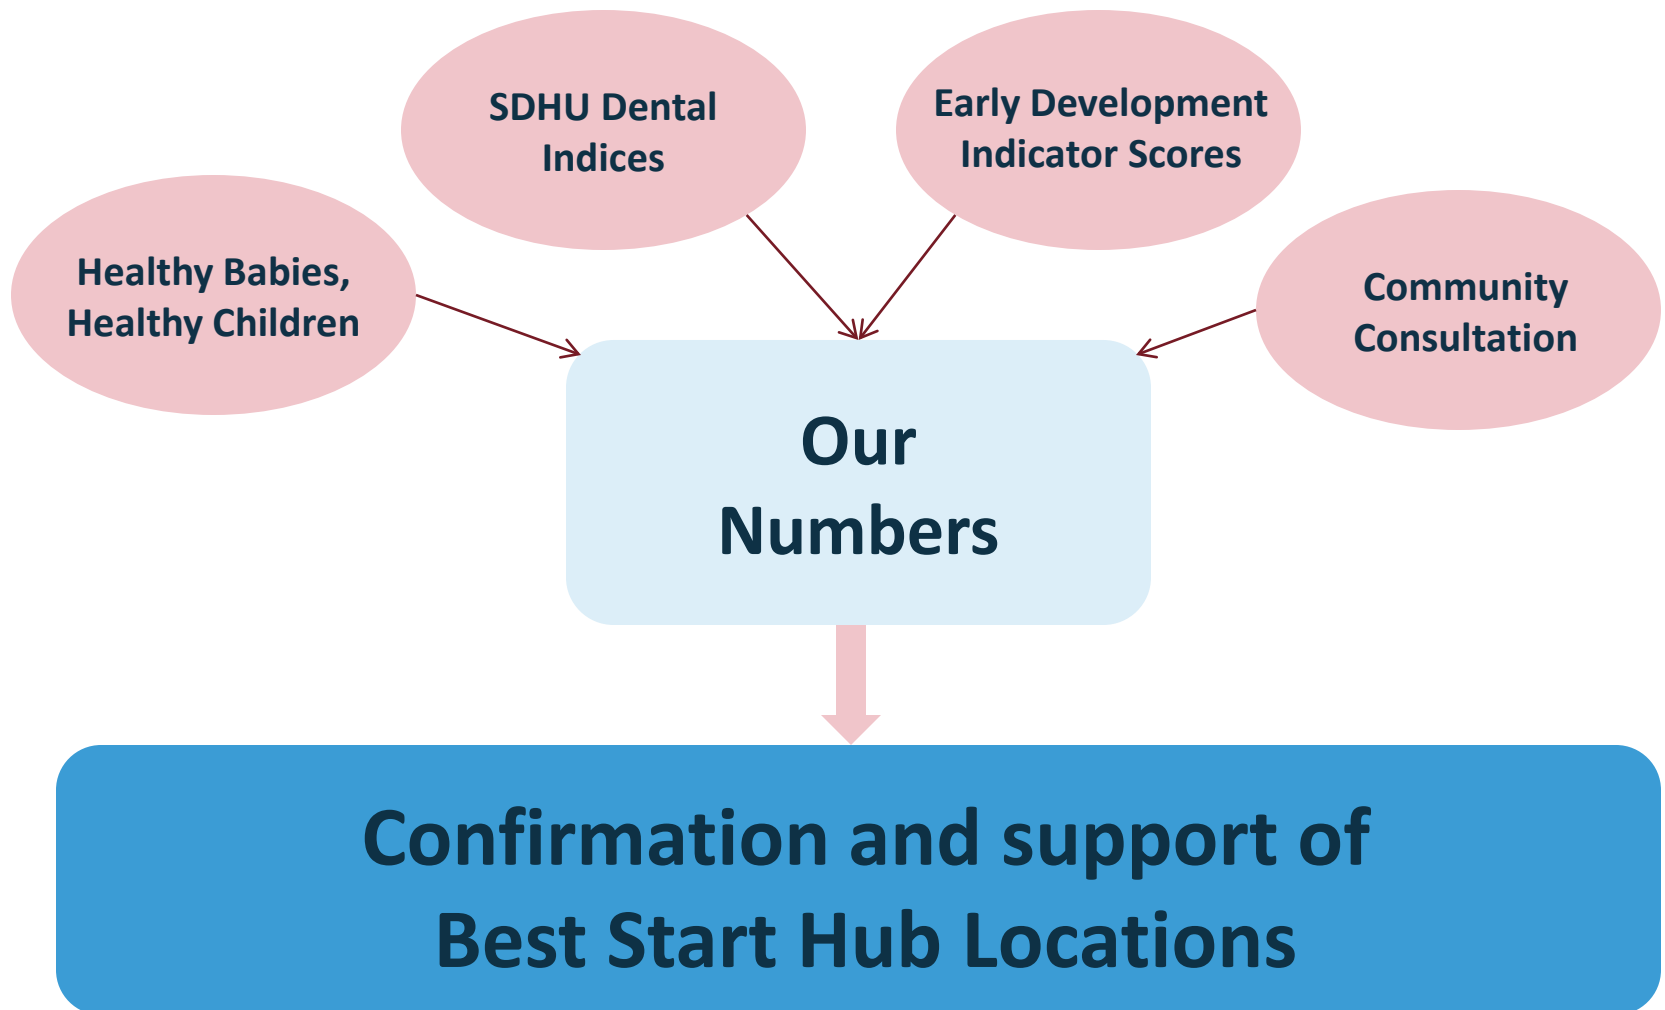 SDHU Dental
Indices
Early Development
Indicator Scores
Healthy Babies,
Healthy Children
Community
Consultation
Our
Numbers
Confirmation and support of
Best Start Hub Locations